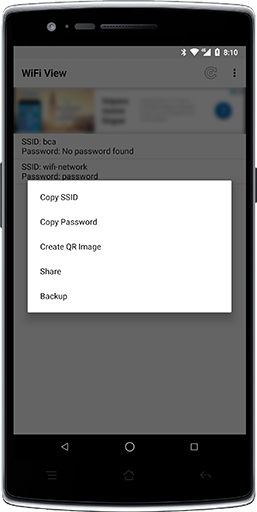 8:10
WiFi View
SSID: bca
Password: No password found
SSID: wifi-network
Password: password
Copy SSID
Copy Password
Create QR Image
Share
Backup